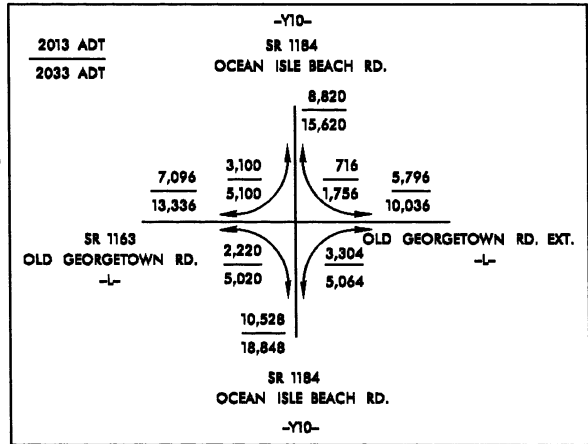 -Y10-
2013 ADT
2033 ADT
SR 1184
OCEAN ISLE BEACH RD.
8,820
15,620
7,096
13,336
3,100
5,100
716
1,756
5,796
10,036
SR 1163
OLD GEORGETOWN RD.
-L-
2,220
5,020
3,304
5,064
OLD GEORGETOWN RD. EXT.
-L-
10,528
18,848
SR 1184
OCEAN ISLE BEACH RD.
-Y10-